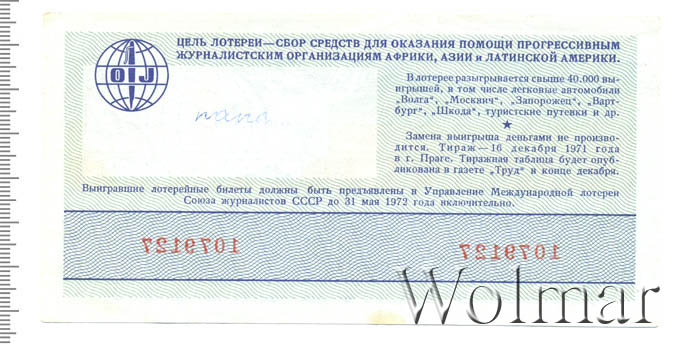 ЦЕЛЬ ЛОТЕРЕИ—СБОР СРЕДСТВ ДЛЯ ОКАЗАНИЯ ПОМОЩИ ПРОГРЕССИВНЫМ
ЖУРНАЛИСТСКИМ ОРГАНИЗАЦИЯМ АФРИКИ, АЗИИ и ЛАТИНСКОЙ АМЕРИКИ.
OIJ
В лотерее разыгрывается свыше 40.000 вы-
игрышей, в том числе легковые автомобили
„Волга", „Москвич", „Запорожец", „Варт-
бург", „Шкода", туристские путевки и др.
папа
★
Замена выигрыша деньгами не произво-
дится. Тираж—16 декабря 1971 года
в г. Праге. Тиражная таблица будет опуб-
ликована в газете „Труд" в конце декабря.
Выигравшие лотерейные билеты должны быть предъявлены в Управление Международной лотереи
Союза журналистов СССР до 31 мая 1972 года включительно.
1079127
1079127
Wolmar